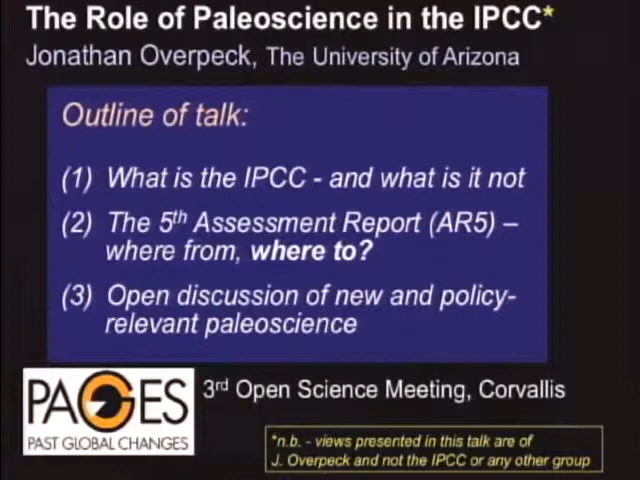 The Role of Paleoscience in the IPCC*
Jonathan Overpeck, The University of Arizona
Outline of talk:
(1) What is the IPCC - and what is it not
(2) The 5th Assessment Report (AR5) –
where from, where to?
(3) Open discussion of new and policy-
relevant paleoscience
PAGES
PAST GLOBAL CHANGES
3rd Open Science Meeting, Corvallis
*n.b. - views presented in this talk are of
J. Overpeck and not the IPCC or any other group